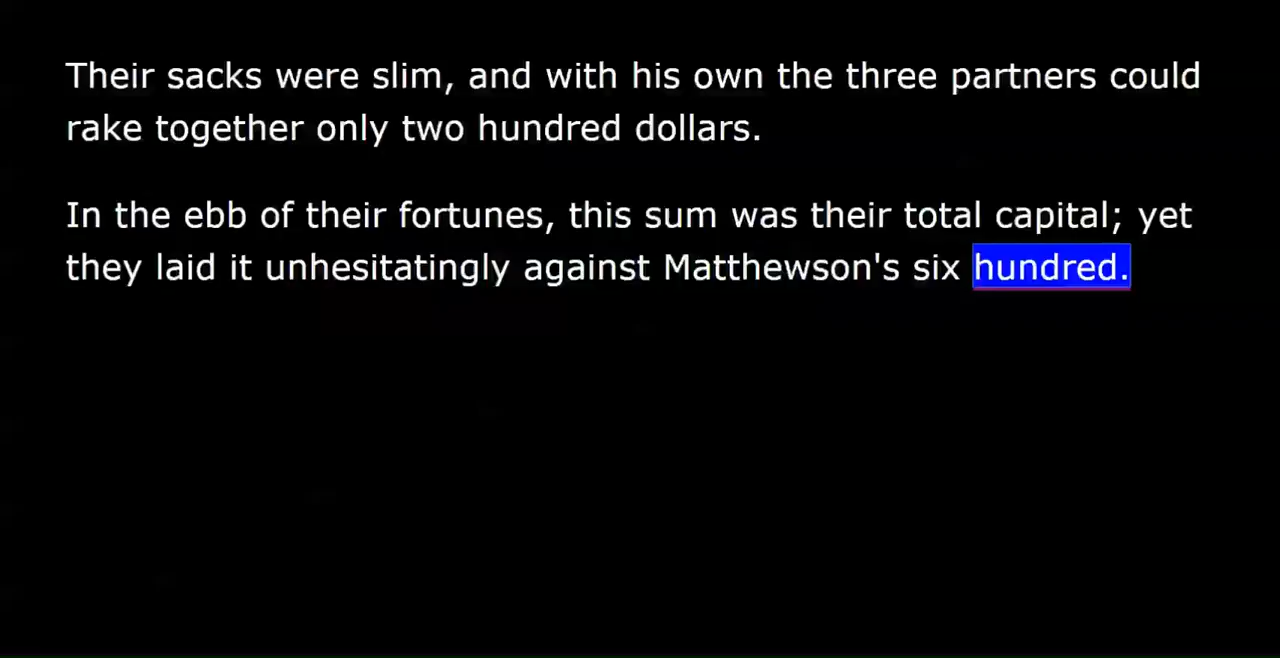 Their sacks were slim, and with his own the three partners could
rake together only two hundred dollars.
In the ebb of their fortunes, this sum was their total capital; yet
they laid it unhesitatingly against Matthewson's six hundred.